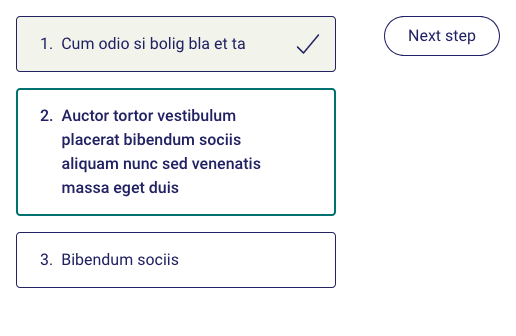 1. Cum odio si bolig bla et ta
Next step
2. Auctor tortor vestibulum
placerat bibendum sociis
aliquam nunc sed venenatis
massa eget duis
3. Bibendum sociis